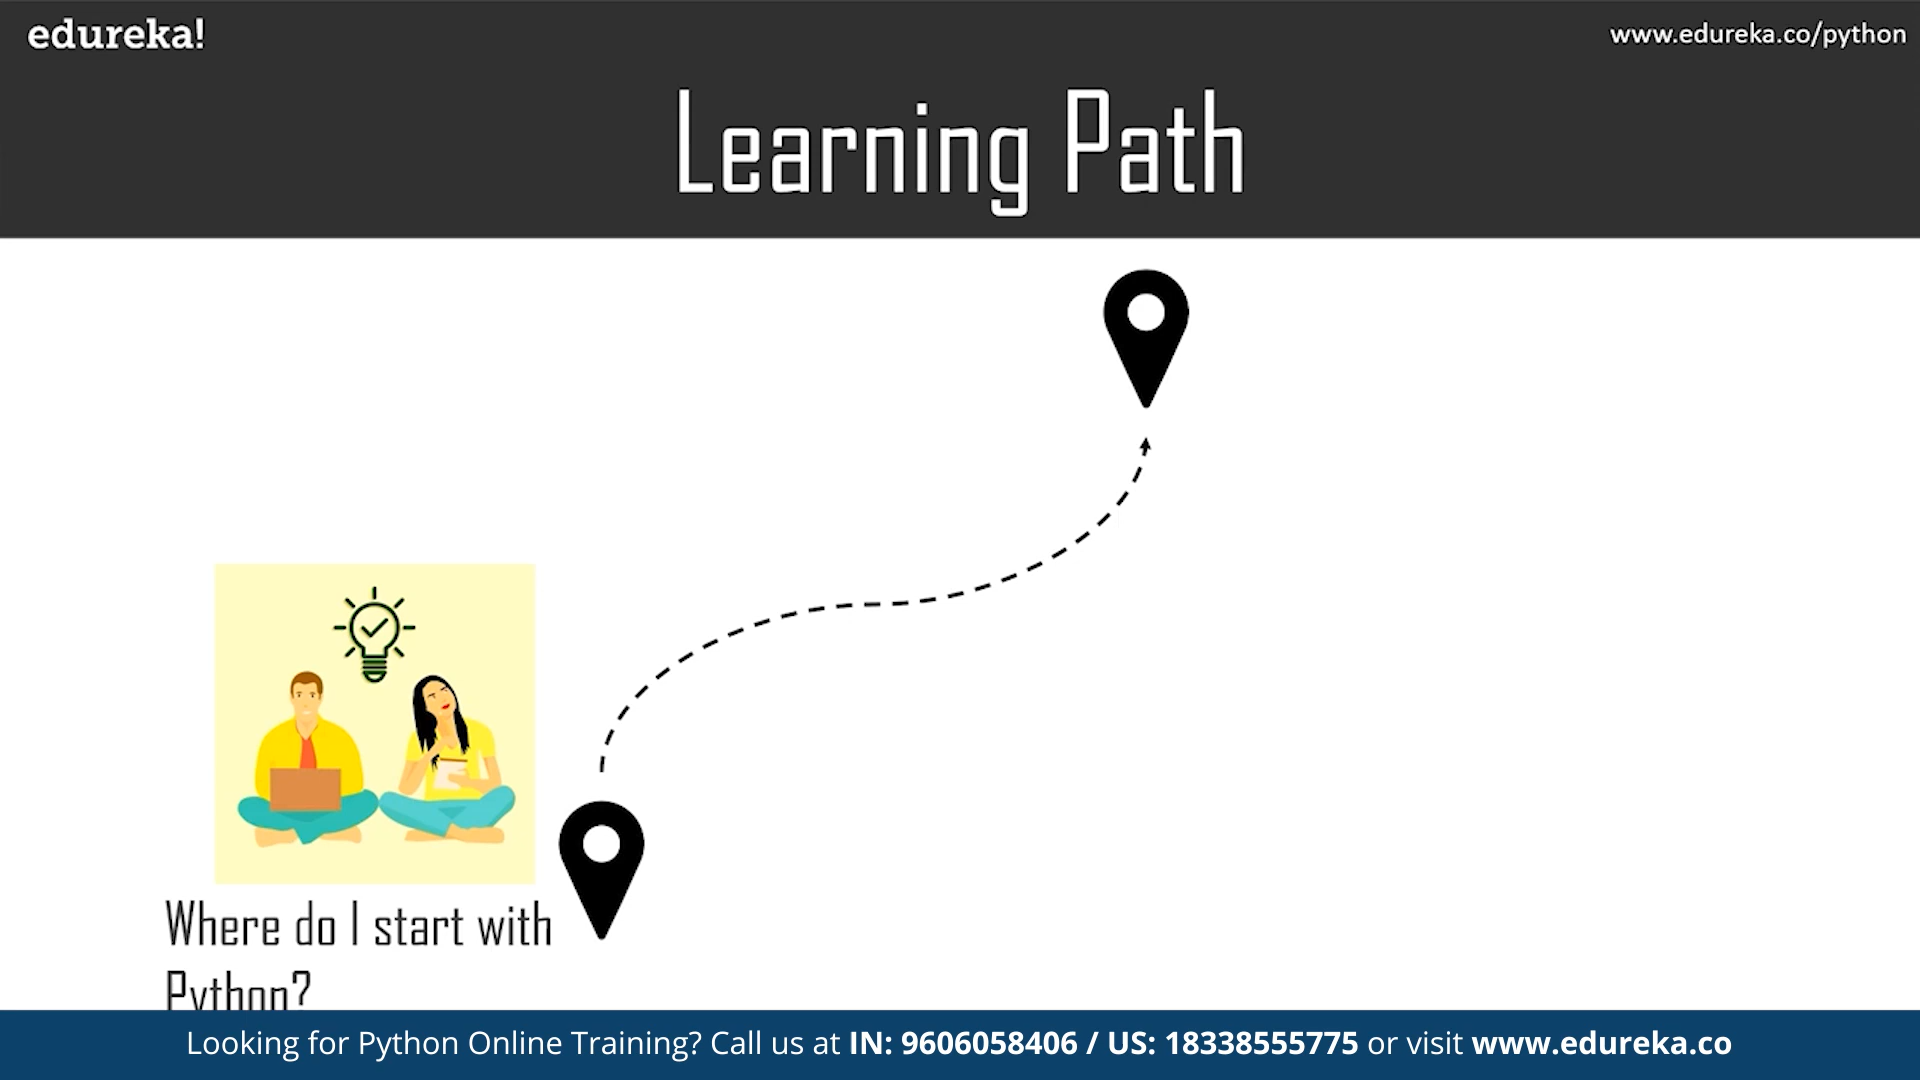 edureka!
www.edureka.co/python
Learning Path
Where do I start with
Python?
Looking for Python Online Training? Call us at IN: 9606058406 / US: 18338555775 or visit www.edureka.co